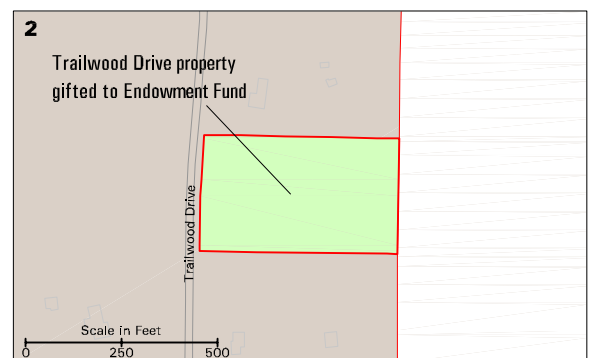 2
Trailwood Drive property
gifted to Endowment Fund
Trailwood Drive
Scale in Feet
0 250 500